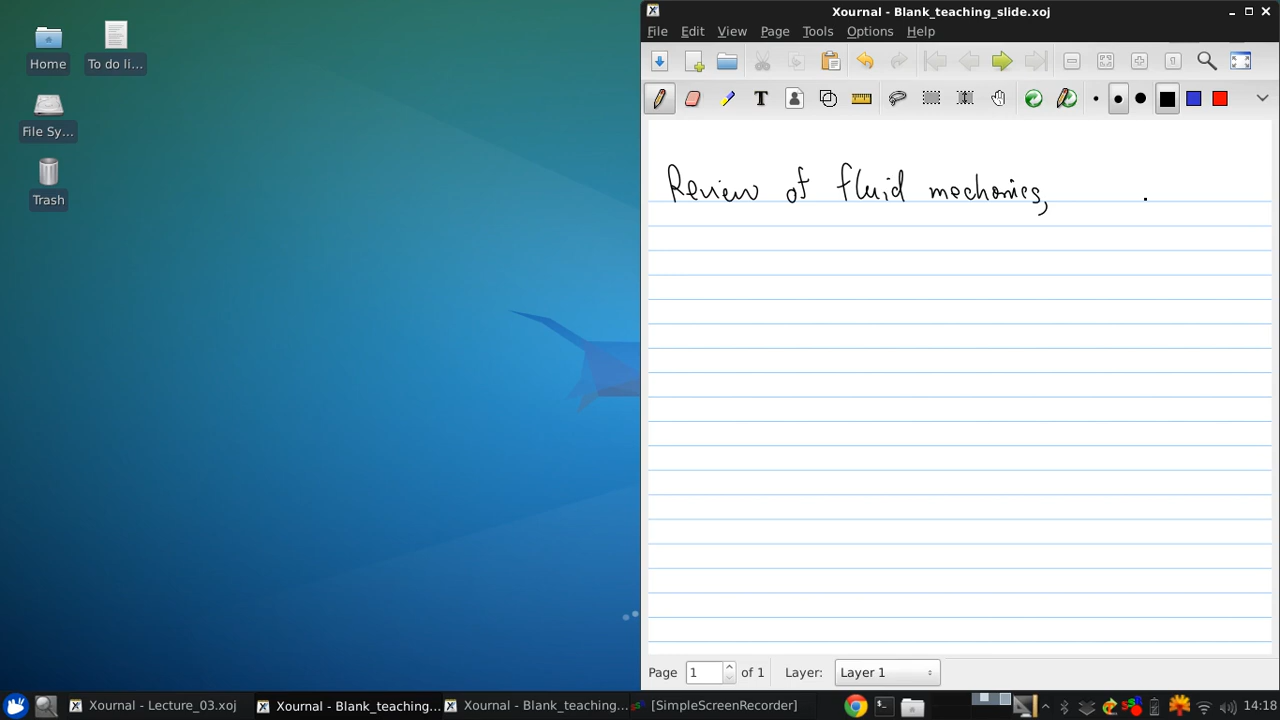 Xournal - Blank_teaching_slide.xoj
File Edit View Page Tools Options Help
Home
To do li...
File Sy...
Trash
Review of fluid mechanics,
Page 1 of 1 Layer: Layer 1
Xournal - Lecture_03.xoj
Xournal - Blank_teaching...
Xournal - Blank_teaching...
[SimpleScreenRecorder]
14:18